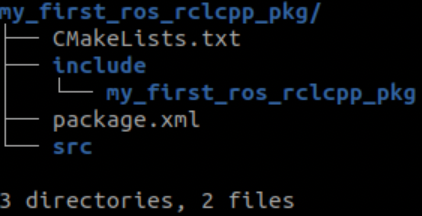 my_first_ros_rclcpp_pkg/
├── CMakeLists.txt
├── include
│   └── my_first_ros_rclcpp_pkg
├── package.xml
└── src
3 directories, 2 files